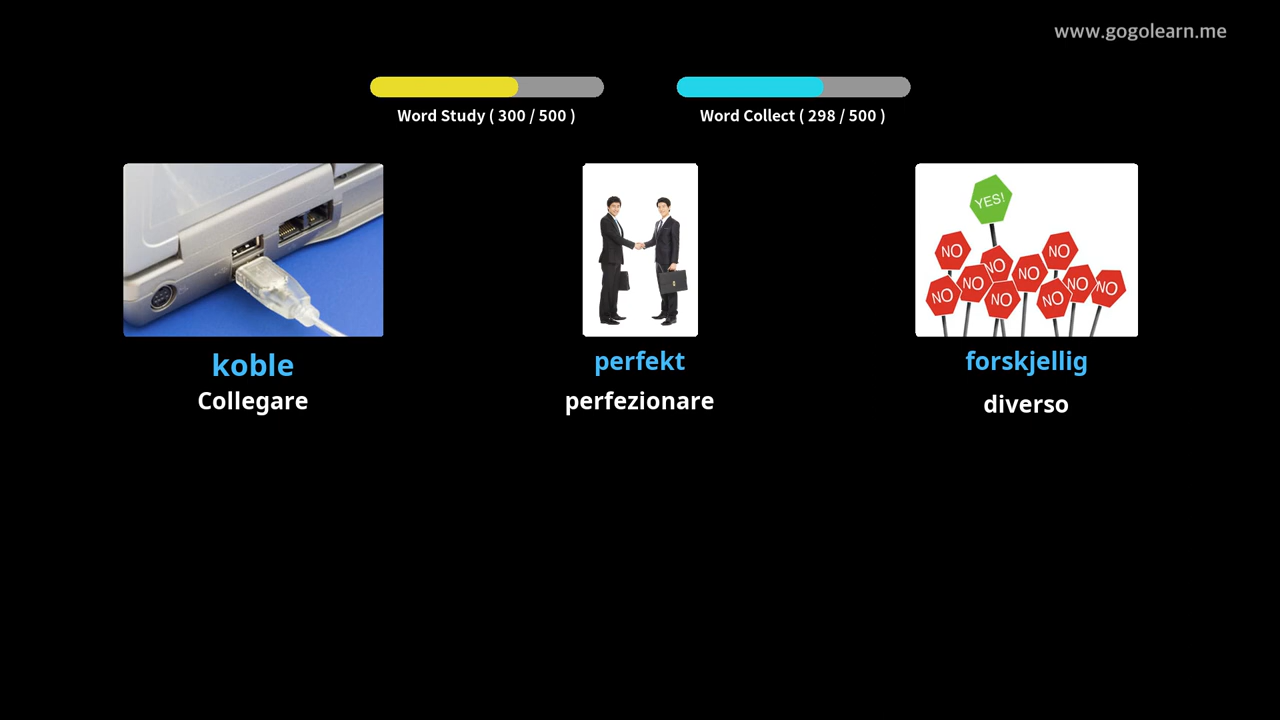 www.gogolearn.me
Word Study ( 300 / 500 )
Word Collect ( 298 / 500 )
YES!
NO
NO
NO
NO
NO
NO
NO
NO
NO
NO
koble
perfekt
forskjellig
Collegare
perfezionare
diverso